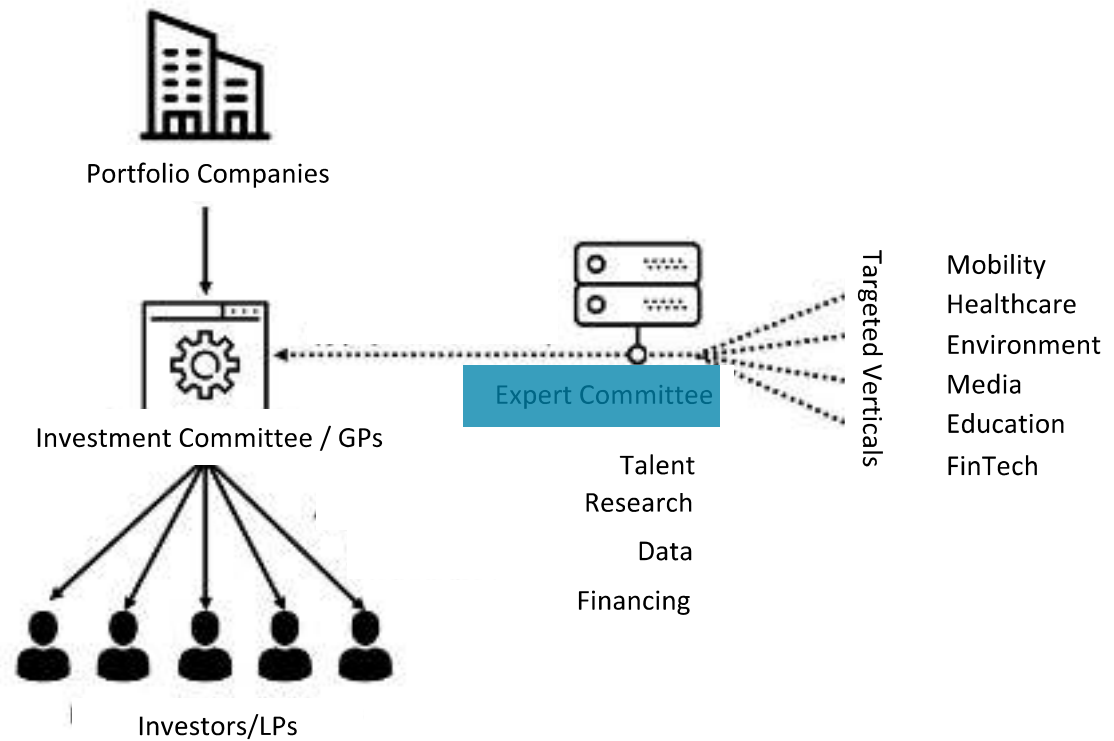 Portfolio Companies
Investment Committee / GPs
Investors/LPs
Expert Committee
Talent
Research
Data
Financing
Targeted Verticals
Mobility
Healthcare
Environment
Media
Education
FinTech